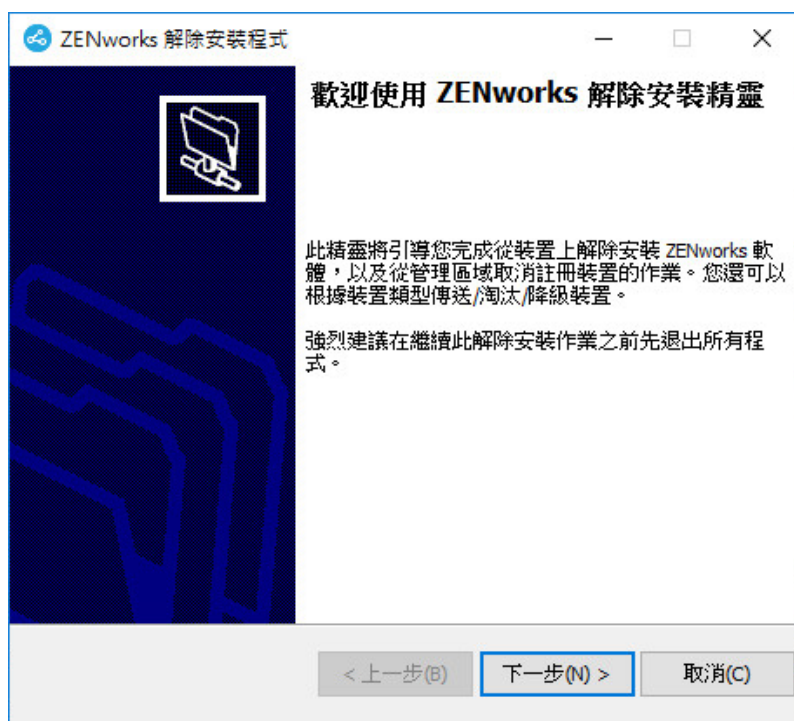 ZENworks 解除安裝程式
歡迎使用 ZENworks 解除安裝精靈
此精靈將引導您完成從裝置上解除安裝 ZENworks 軟
體，以及從管理區域取消註冊裝置的作業。您還可以
根據裝置類型傳送/淘汰/降級裝置。
強烈建議在繼續此解除安裝作業之前先退出所有程
式。
< 上一步(B) 下一步(N) > 取消(C)